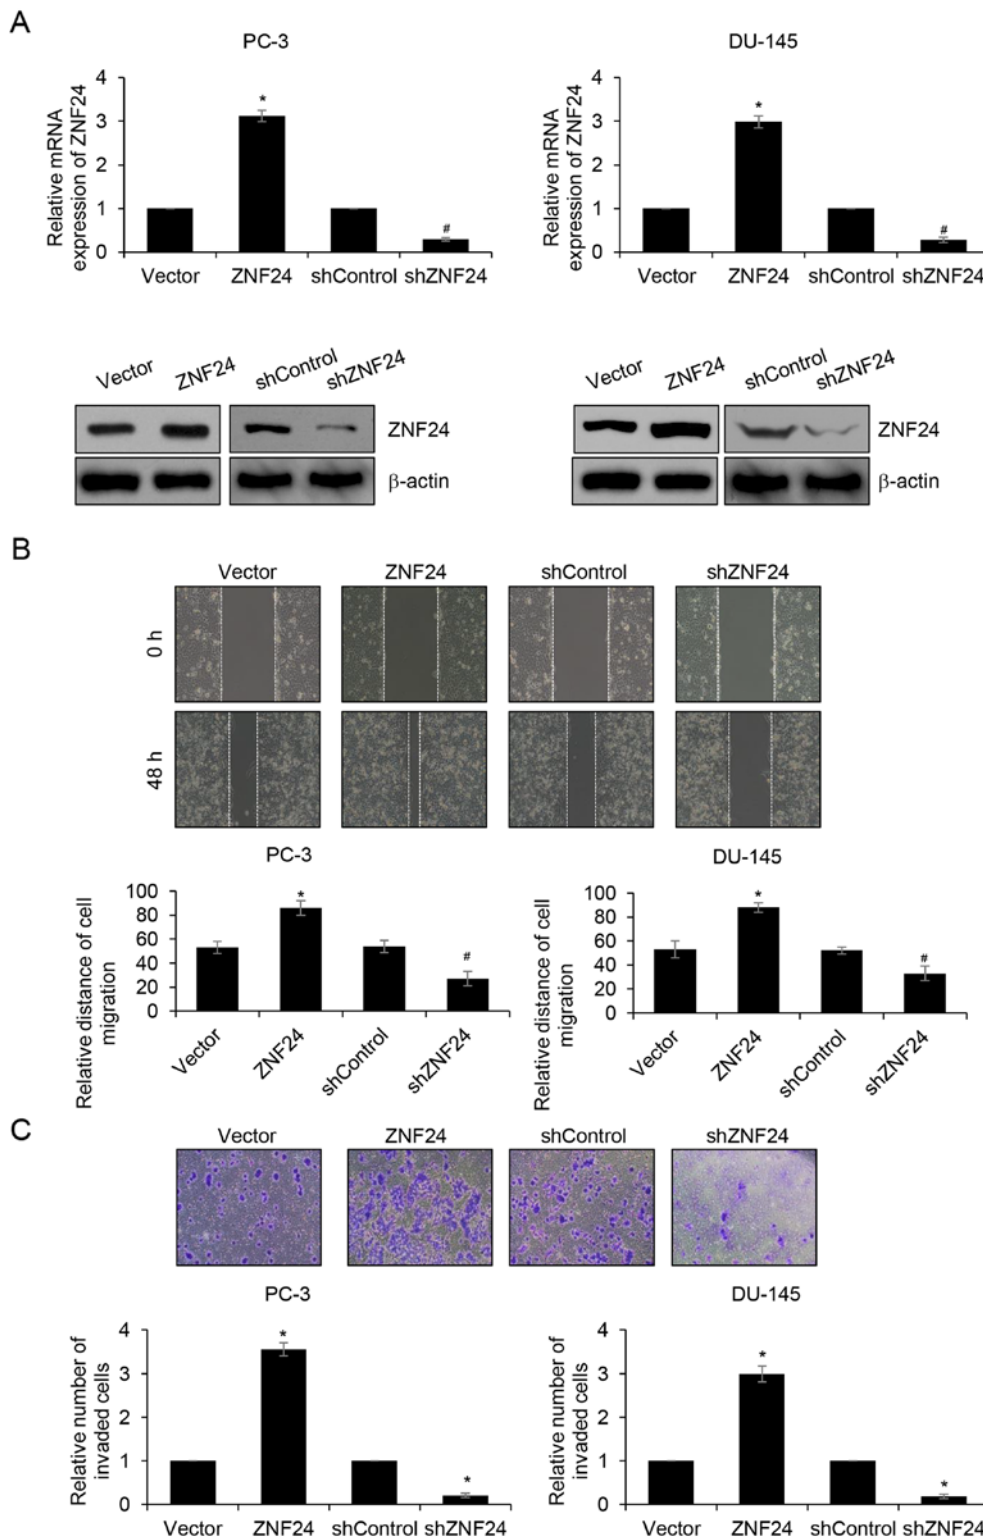 A
PC-3
DU-145
Relative mRNA
expression of ZNF24
4
3
2
1
0
*
#
Vector ZNF24 shControl shZNF24
Relative mRNA
expression of ZNF24
4
3
2
1
0
*
#
Vector ZNF24 shControl shZNF24
Vector ZNF24 shControl shZNF24
ZNF24
β-actin
Vector ZNF24 shControl shZNF24
ZNF24
β-actin
B
Vector ZNF24 shControl shZNF24
0 h
48 h
PC-3
DU-145
Relative distance of cell
migration
100
80
60
40
20
0
*
#
Vector ZNF24 shControl shZNF24
Relative distance of cell
migration
100
80
60
40
20
0
*
#
Vector ZNF24 shControl shZNF24
C
Vector ZNF24 shControl shZNF24
PC-3
DU-145
Relative number of
invaded cells
4
3
2
1
0
*
*
Vector ZNF24 shControl shZNF24
Relative number of
invaded cells
4
3
2
1
0
*
*
Vector ZNF24 shControl shZNF24